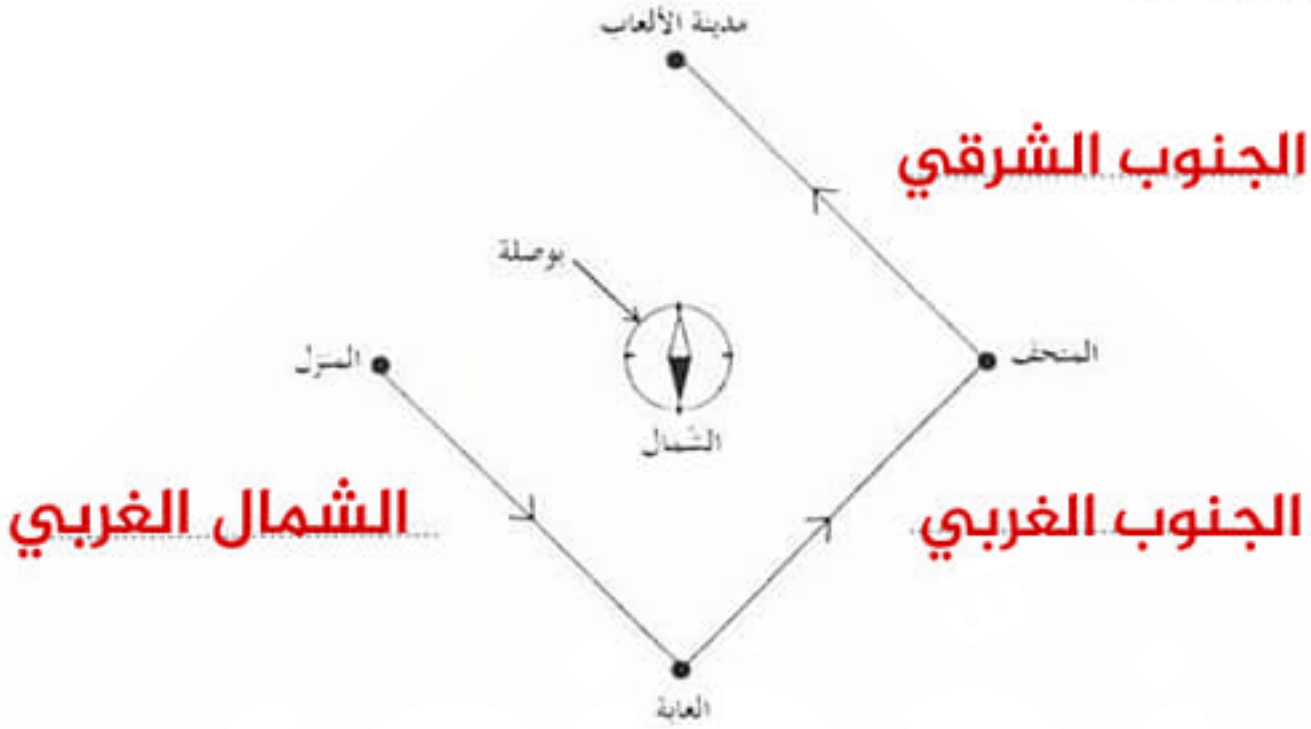 مدينة الألعاب
الجنوب الشرقي
بوصلة
المنزل
المتحف
الشمال
الشمال الغربي
الجنوب الغربي
الغابة